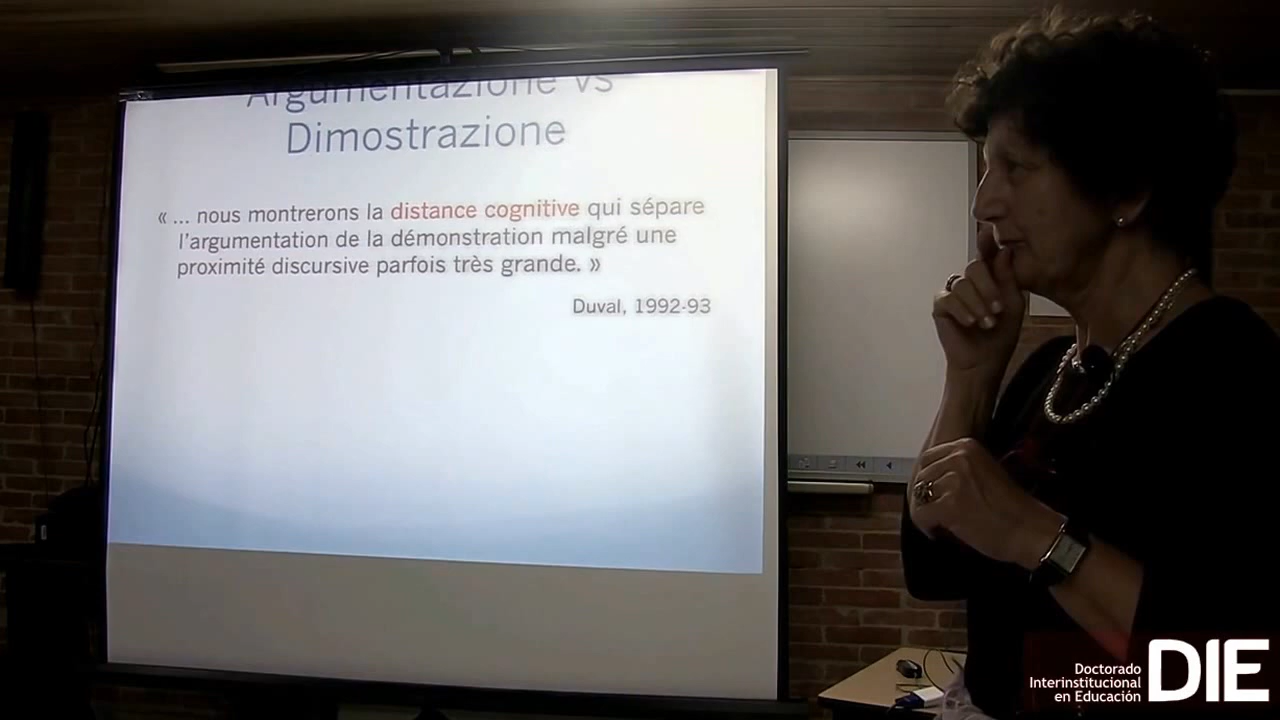 Argumentazione vs
Dimostrazione
« ... nous montrerons la distance cognitive qui sépare
l'argumentation de la démonstration malgré une
proximité discursive parfois très grande. »
Duval, 1992-93
Doctorado
Interinstitucional
en Educación
DIE